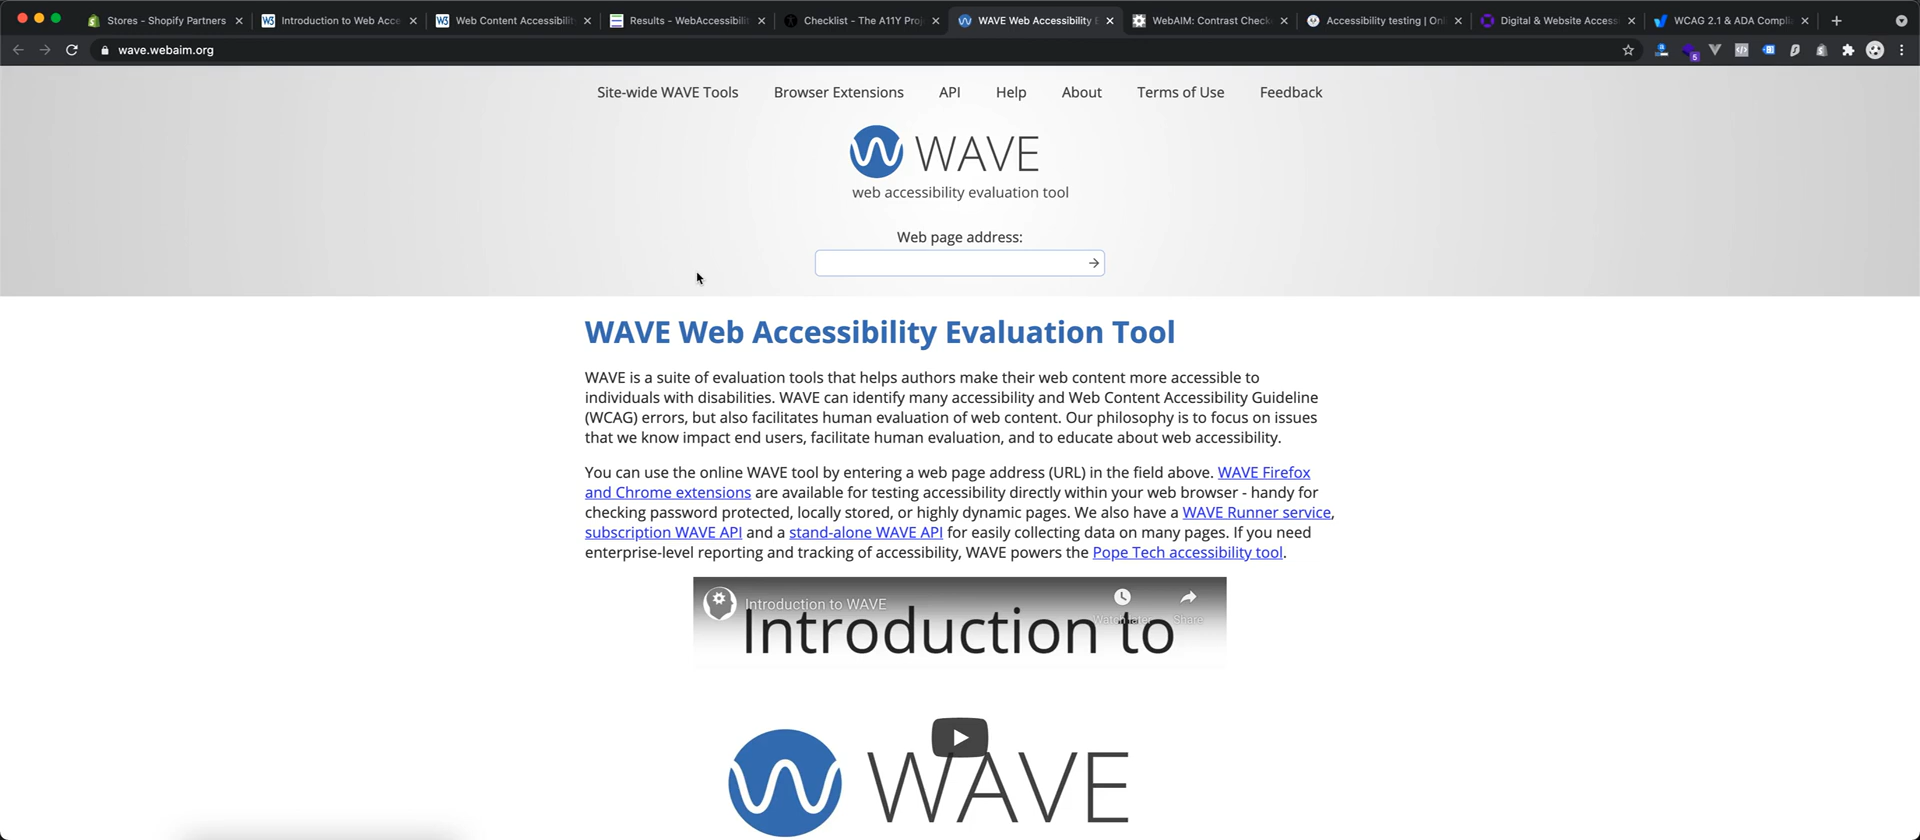 Stores - Shopify Partners
Introduction to Web Acce
Web Content Accessibilit
Results - WebAccessibili
Checklist - The A11Y Proj
WAVE Web Accessibility E
WebAIM: Contrast Check
Accessibility testing | Onl
Digital & Website Access
WCAG 2.1 & ADA Compli
wave.webaim.org
5
Site-wide WAVE Tools
Browser Extensions
API
Help
About
Terms of Use
Feedback
WAVE
web accessibility evaluation tool
Web page address:
WAVE Web Accessibility Evaluation Tool
WAVE is a suite of evaluation tools that helps authors make their web content more accessible to
individuals with disabilities. WAVE can identify many accessibility and Web Content Accessibility Guideline
(WCAG) errors, but also facilitates human evaluation of web content. Our philosophy is to focus on issues
that we know impact end users, facilitate human evaluation, and to educate about web accessibility.
You can use the online WAVE tool by entering a web page address (URL) in the field above. WAVE Firefox
and Chrome extensions are available for testing accessibility directly within your web browser - handy for
checking password protected, locally stored, or highly dynamic pages. We also have a WAVE Runner service,
subscription WAVE API and a stand-alone WAVE API for easily collecting data on many pages. If you need
enterprise-level reporting and tracking of accessibility, WAVE powers the Pope Tech accessibility tool.
Introduction to WAVE
Share
Introduction to
WAVE